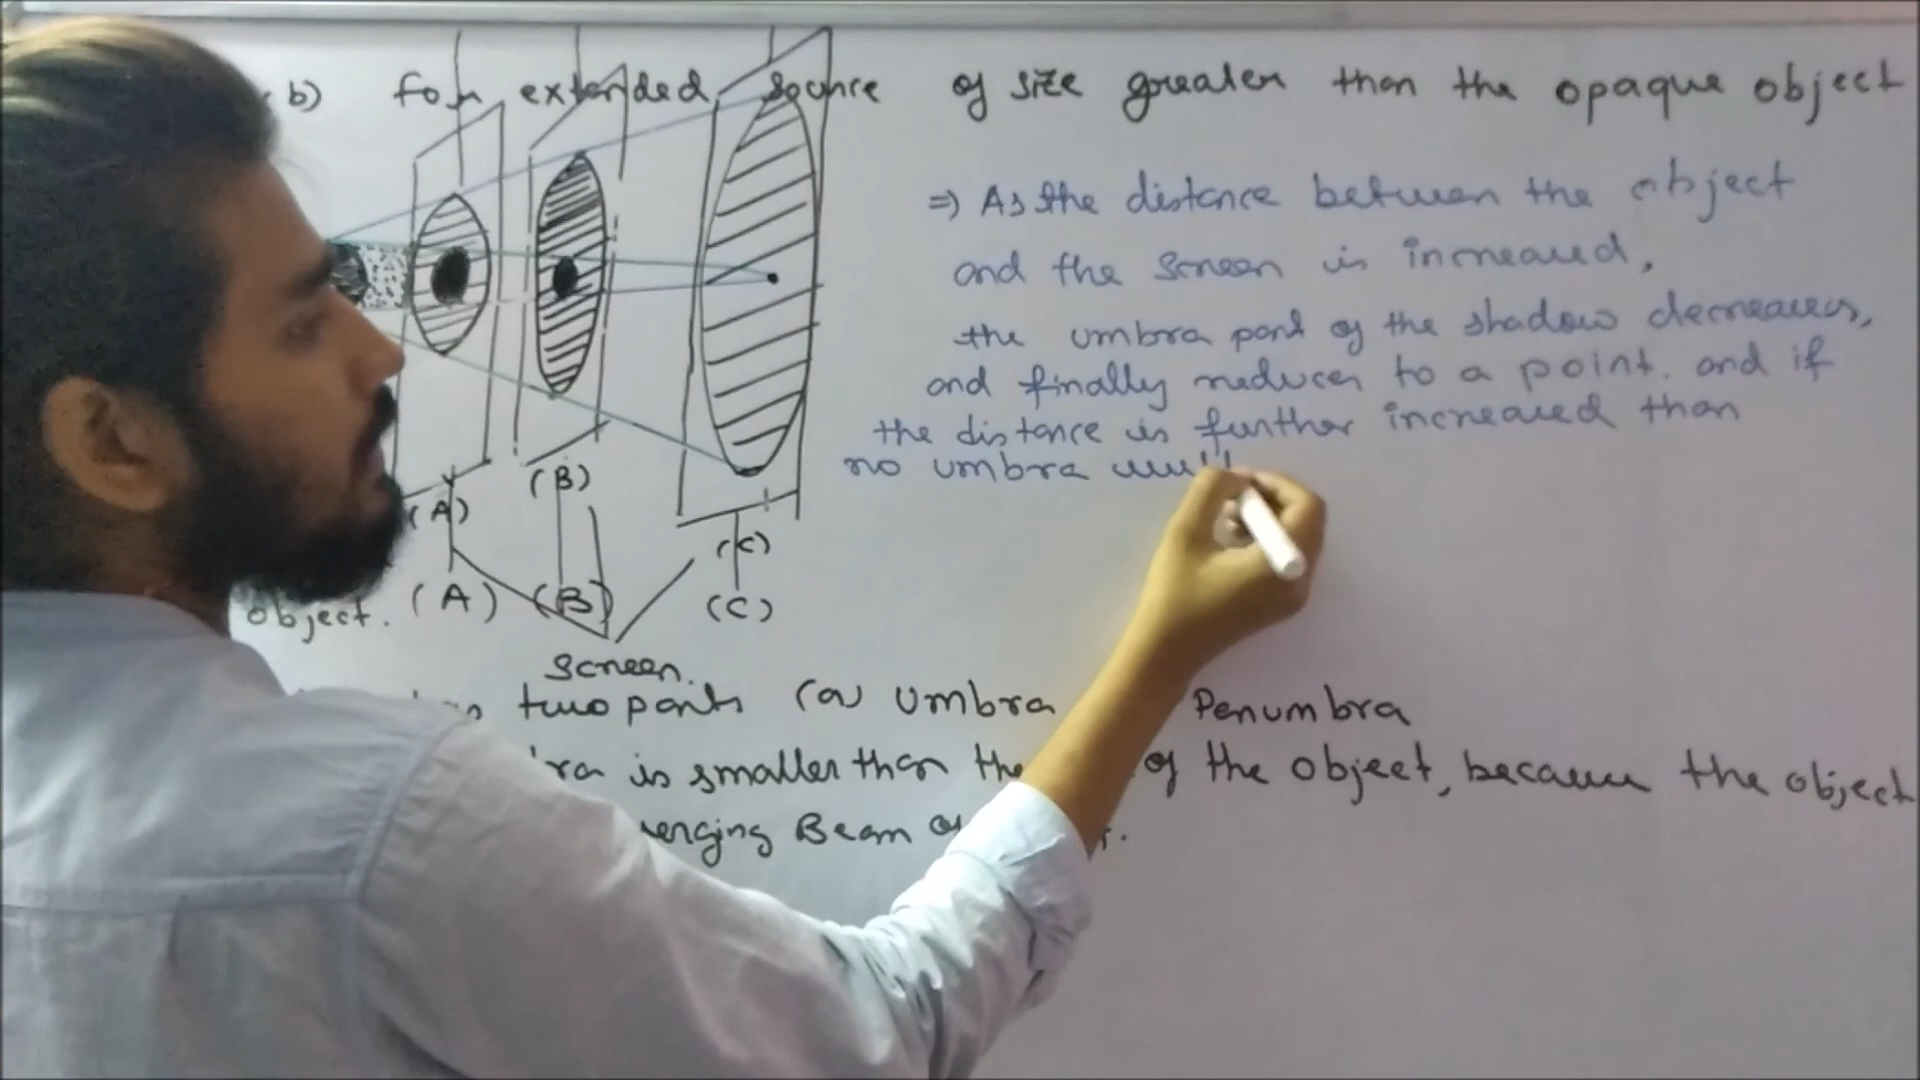 b) for extended source of size greater than the opaque object
=) As the distance between the object
and the screen is increased,
the umbra part of the shadow decreases,
and finally reduces to a point. and if
the distance is further increased than
no umbra will
(A)
(B)
(C)
object. (A) (B) (C)
screen.
two parts (a) umbra Penumbra
is smaller than the of the object, because the object
Beam